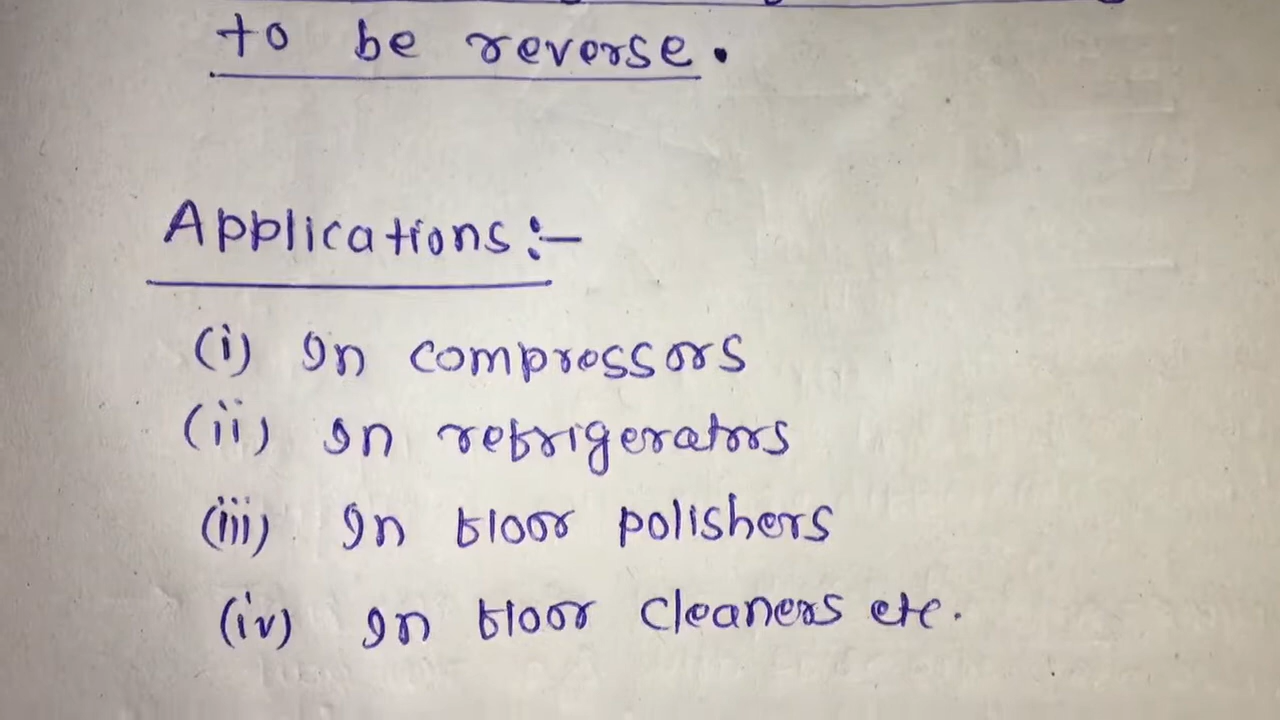 to be reverse.
Applications :-
(i) In compressors
(ii) In refrigerators
(iii) In floor polishers
(iv) In floor cleaners etc.